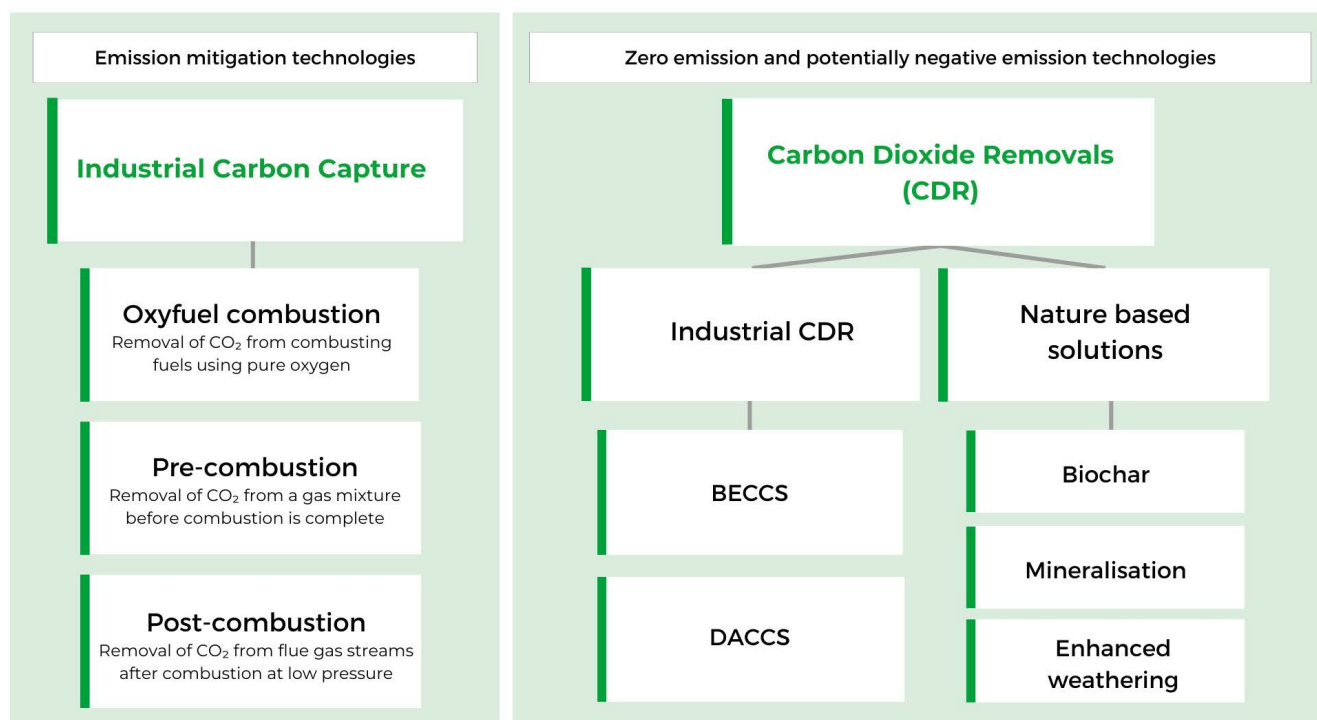 Emission mitigation technologies
Industrial Carbon Capture
Oxyfuel combustion
Removal of CO₂ from combusting
fuels using pure oxygen
Pre-combustion
Removal of CO₂ from a gas mixture
before combustion is complete
Post-combustion
Removal of CO₂ from flue gas streams
after combustion at low pressure
Zero emission and potentially negative emission technologies
Carbon Dioxide Removals
(CDR)
Industrial CDR
BECCS
DACCS
Nature based
solutions
Biochar
Mineralisation
Enhanced
weathering